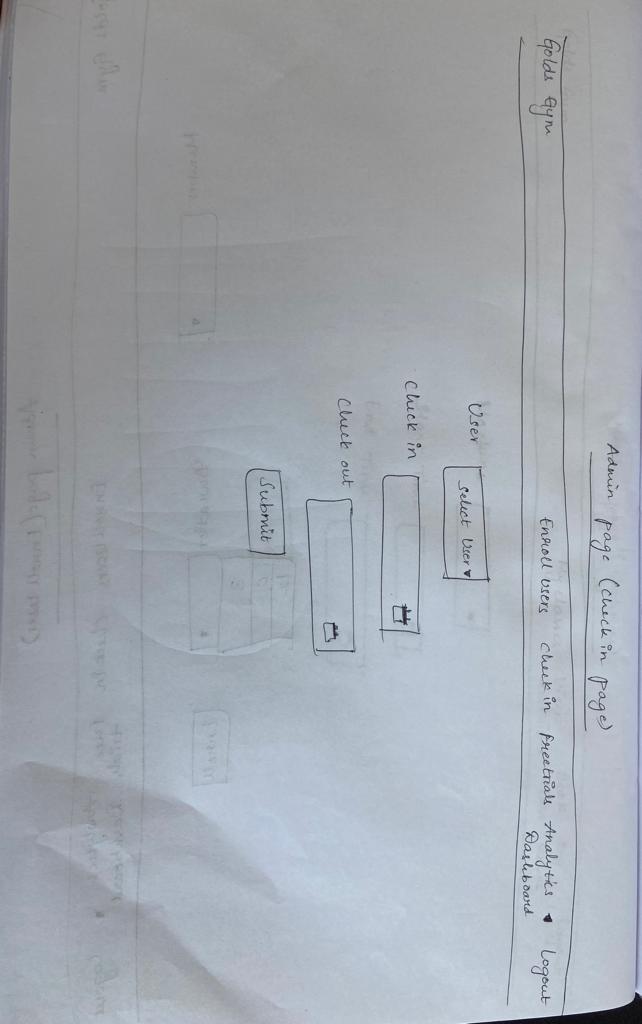 Admin page (Check in page)
Golds Gym Enroll Users Check in Freetrials Analytics Dashboard Logout
User Select User
Check in
Check out
Submit